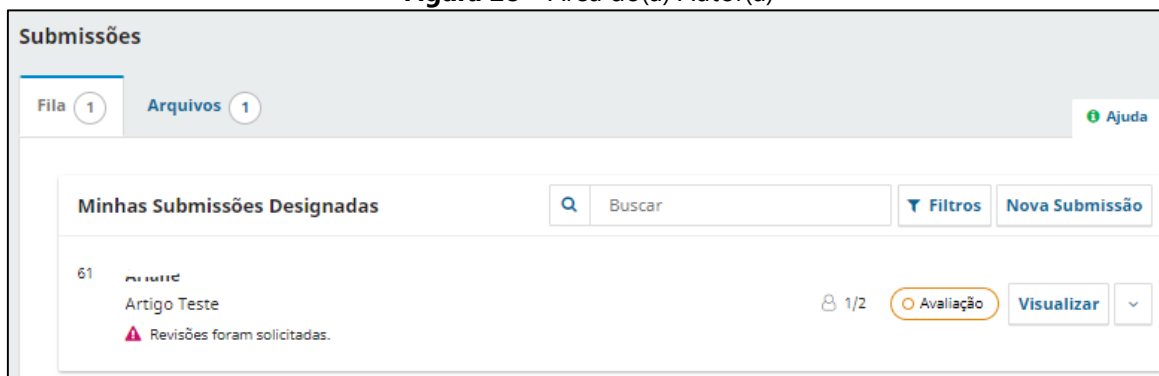 Submissões
Fila 1 Arquivos 1
Ajuda
Minhas Submissões Designadas Buscar Filtros Nova Submissão
61
Artigo Teste 1/2 Avaliação Visualizar
Revisões foram solicitadas.